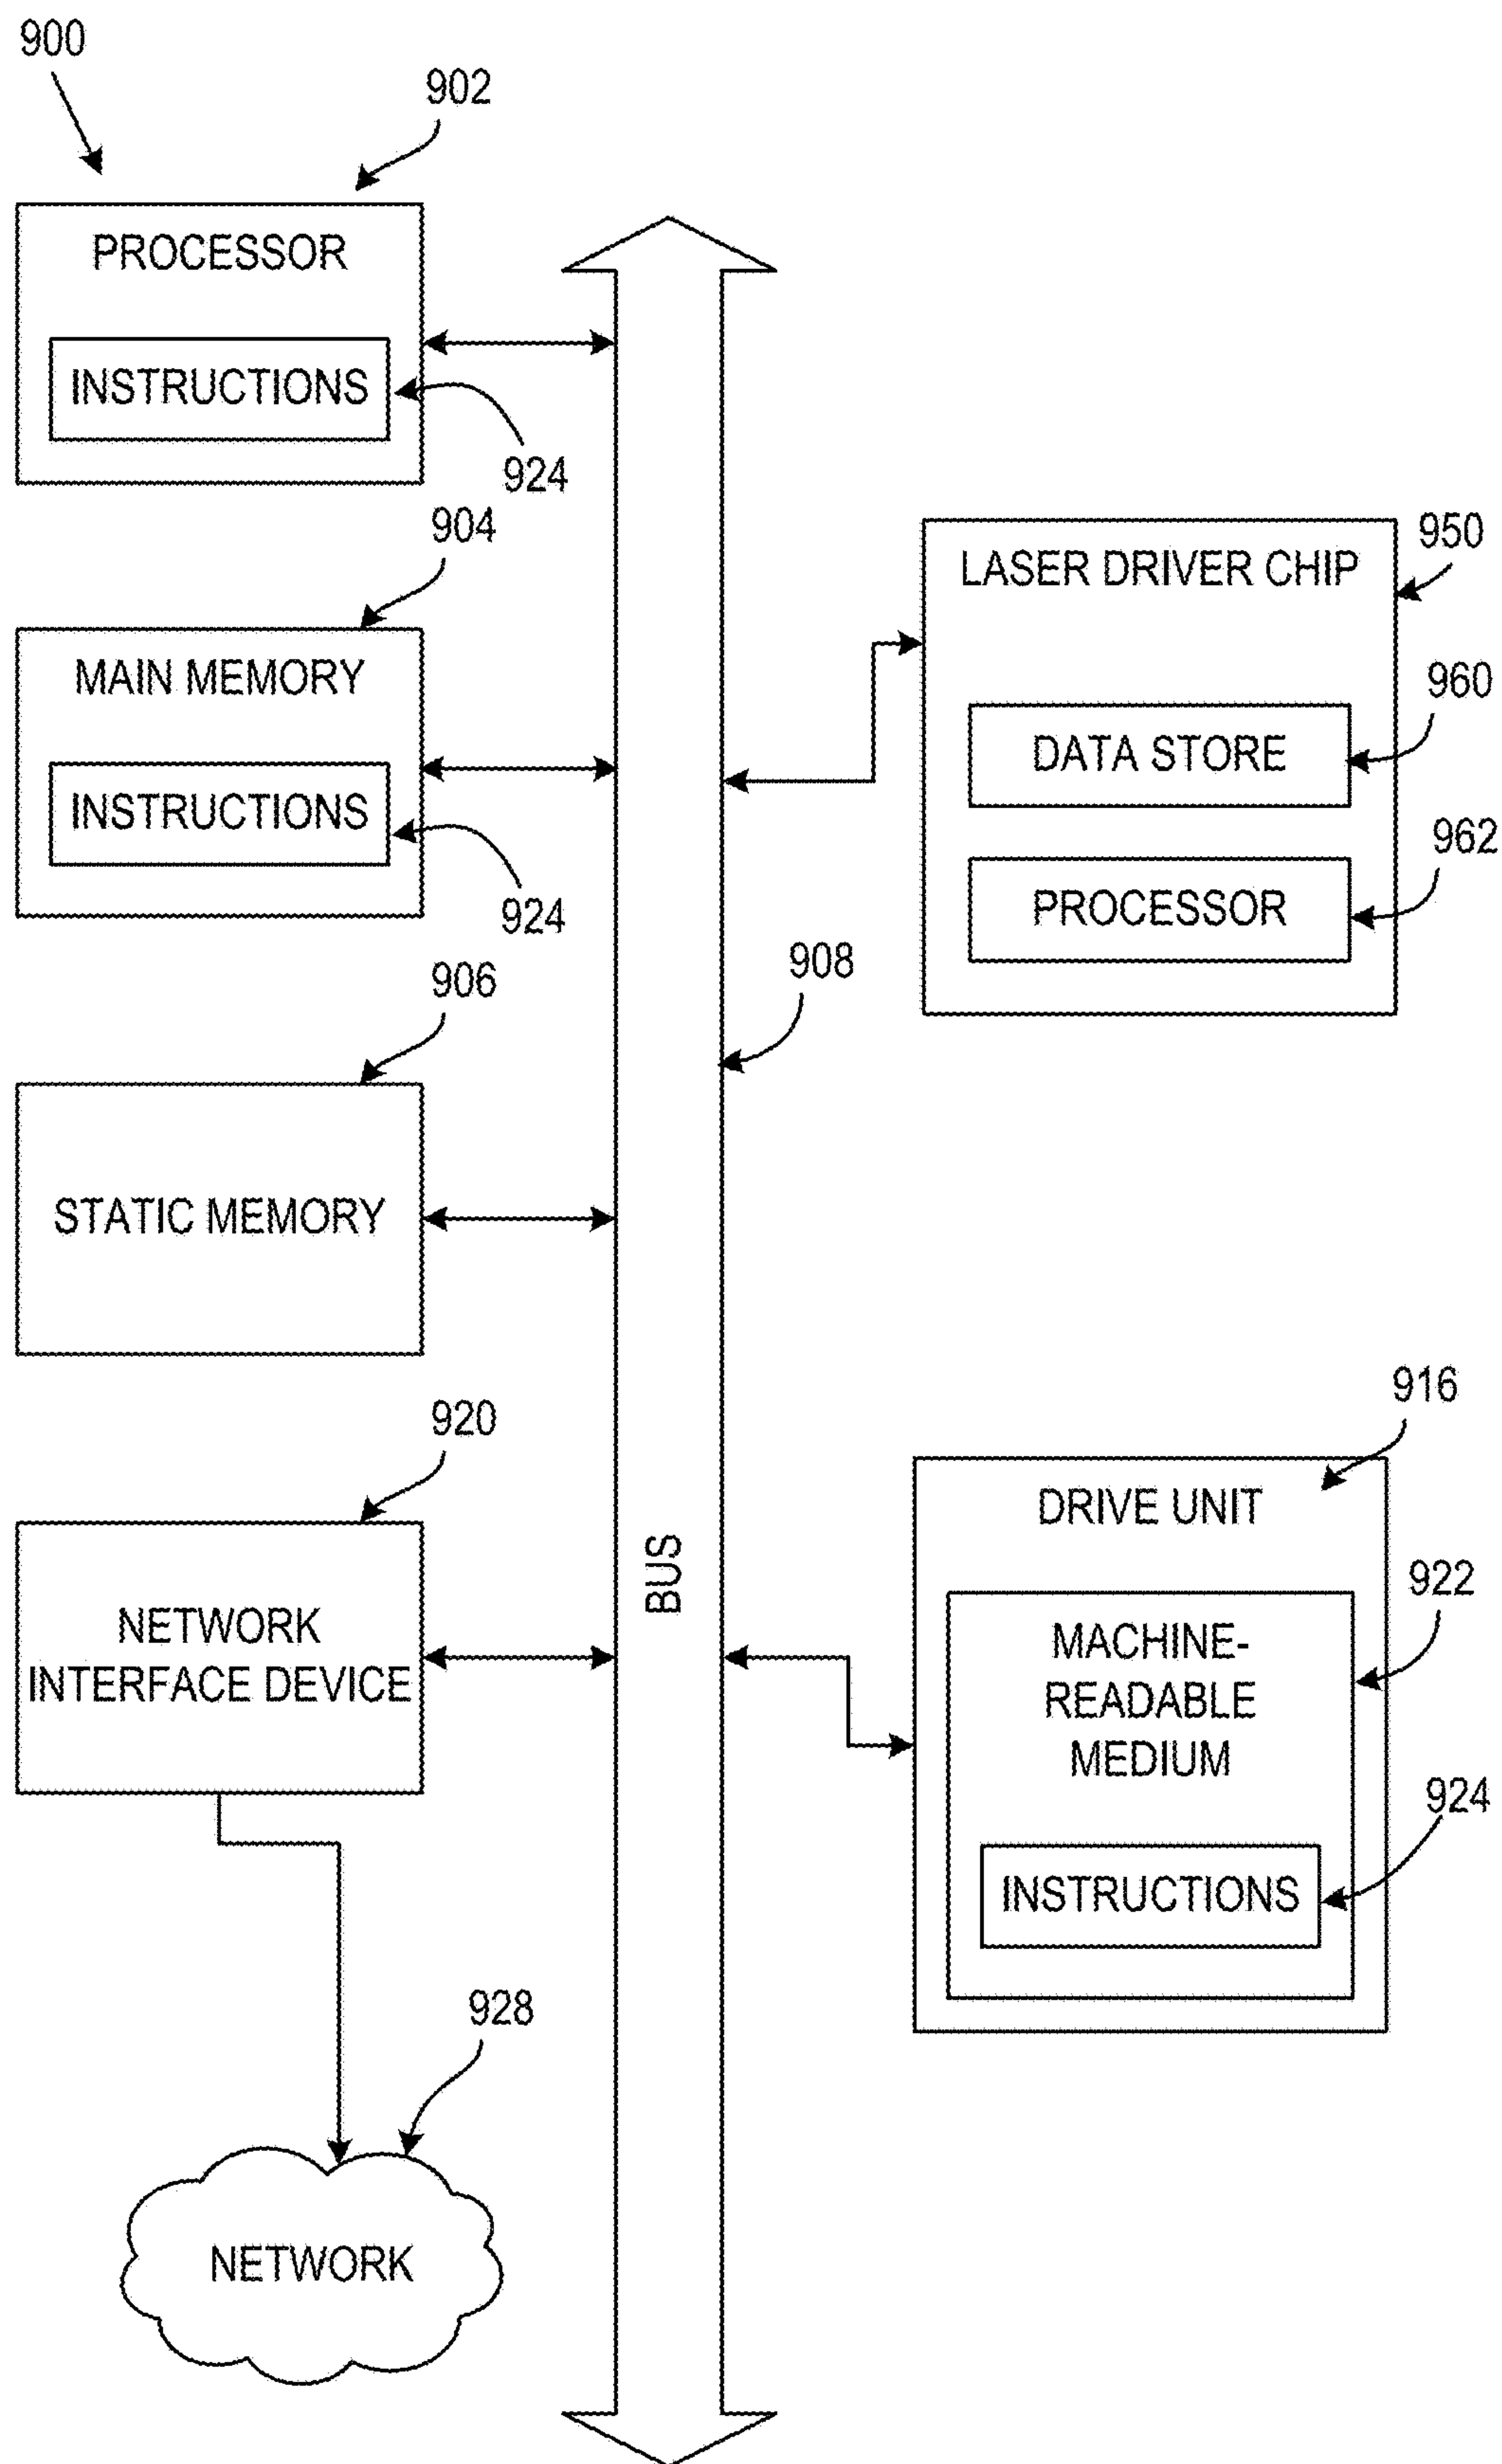 900
902
PROCESSOR
INSTRUCTIONS
924
904
MAIN MEMORY
INSTRUCTIONS
924
906
STATIC MEMORY
920
NETWORK
INTERFACE DEVICE
928
NETWORK
BUS
908
950
LASER DRIVER CHIP
960
DATA STORE
962
PROCESSOR
916
DRIVE UNIT
922
MACHINE-
READABLE
MEDIUM
924
INSTRUCTIONS